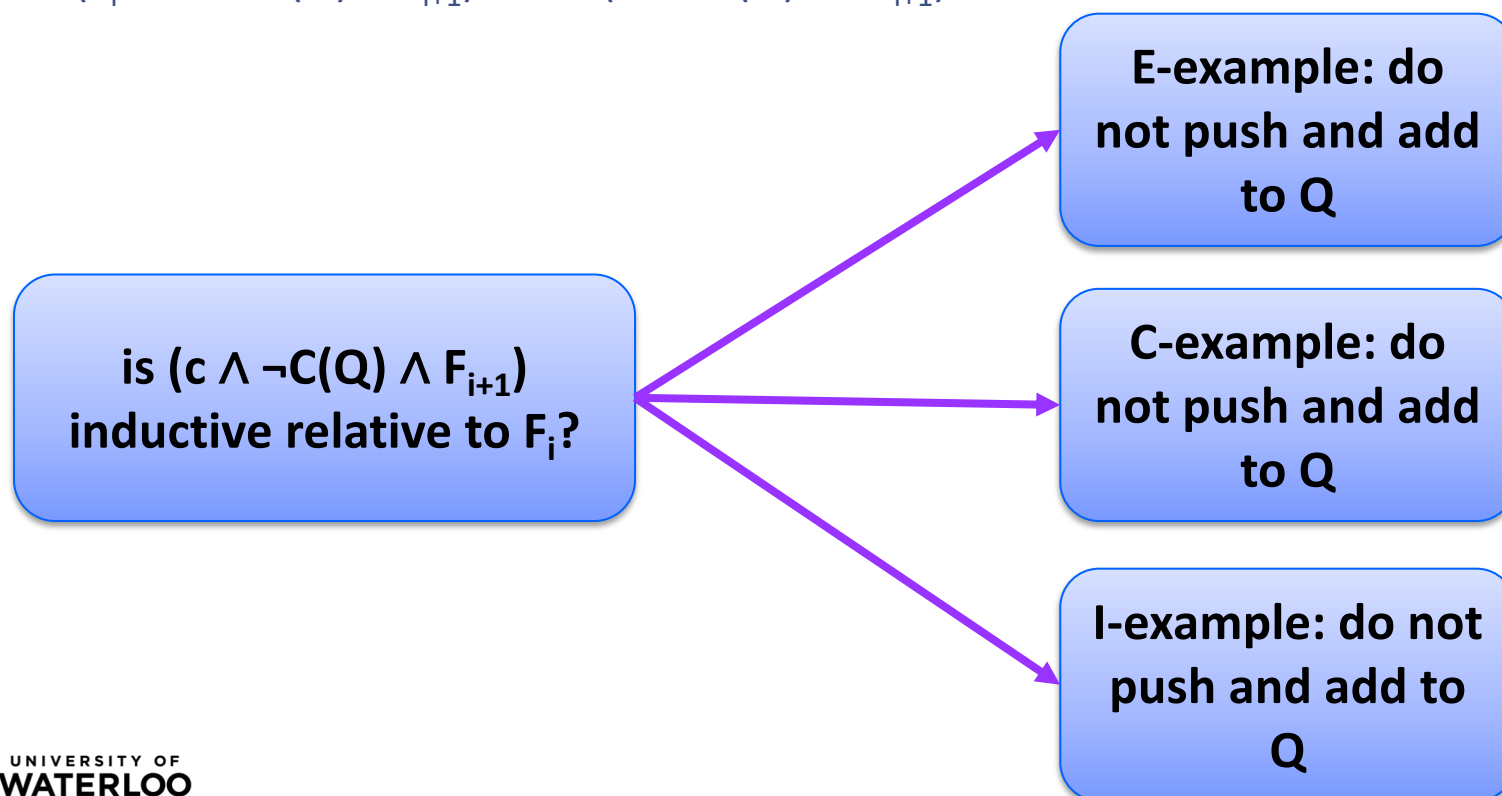 E-example: do
not push and add
to Q
is (c ∧ ¬C(Q) ∧ Fi+1)
inductive relative to Fi?
C-example: do
not push and add
to Q
I-example: do not
push and add to
Q
UNIVERSITY OF
WATERLOO